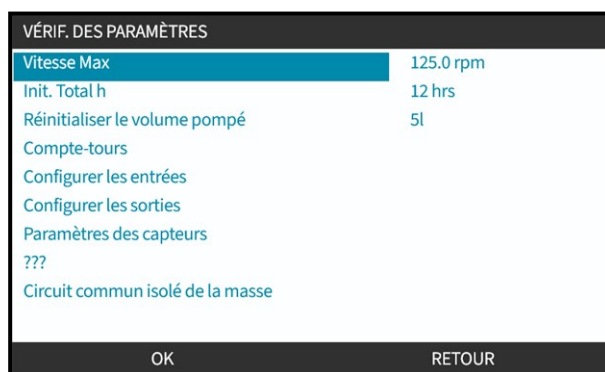 VÉRIF. DES PARAMÈTRES
Vitesse Max 125.0 rpm
Init. Total h 12 hrs
Réinitialiser le volume pompé 5l
Compte-tours
Configurer les entrées
Configurer les sorties
Paramètres des capteurs
???
Circuit commun isolé de la masse
OK RETOUR